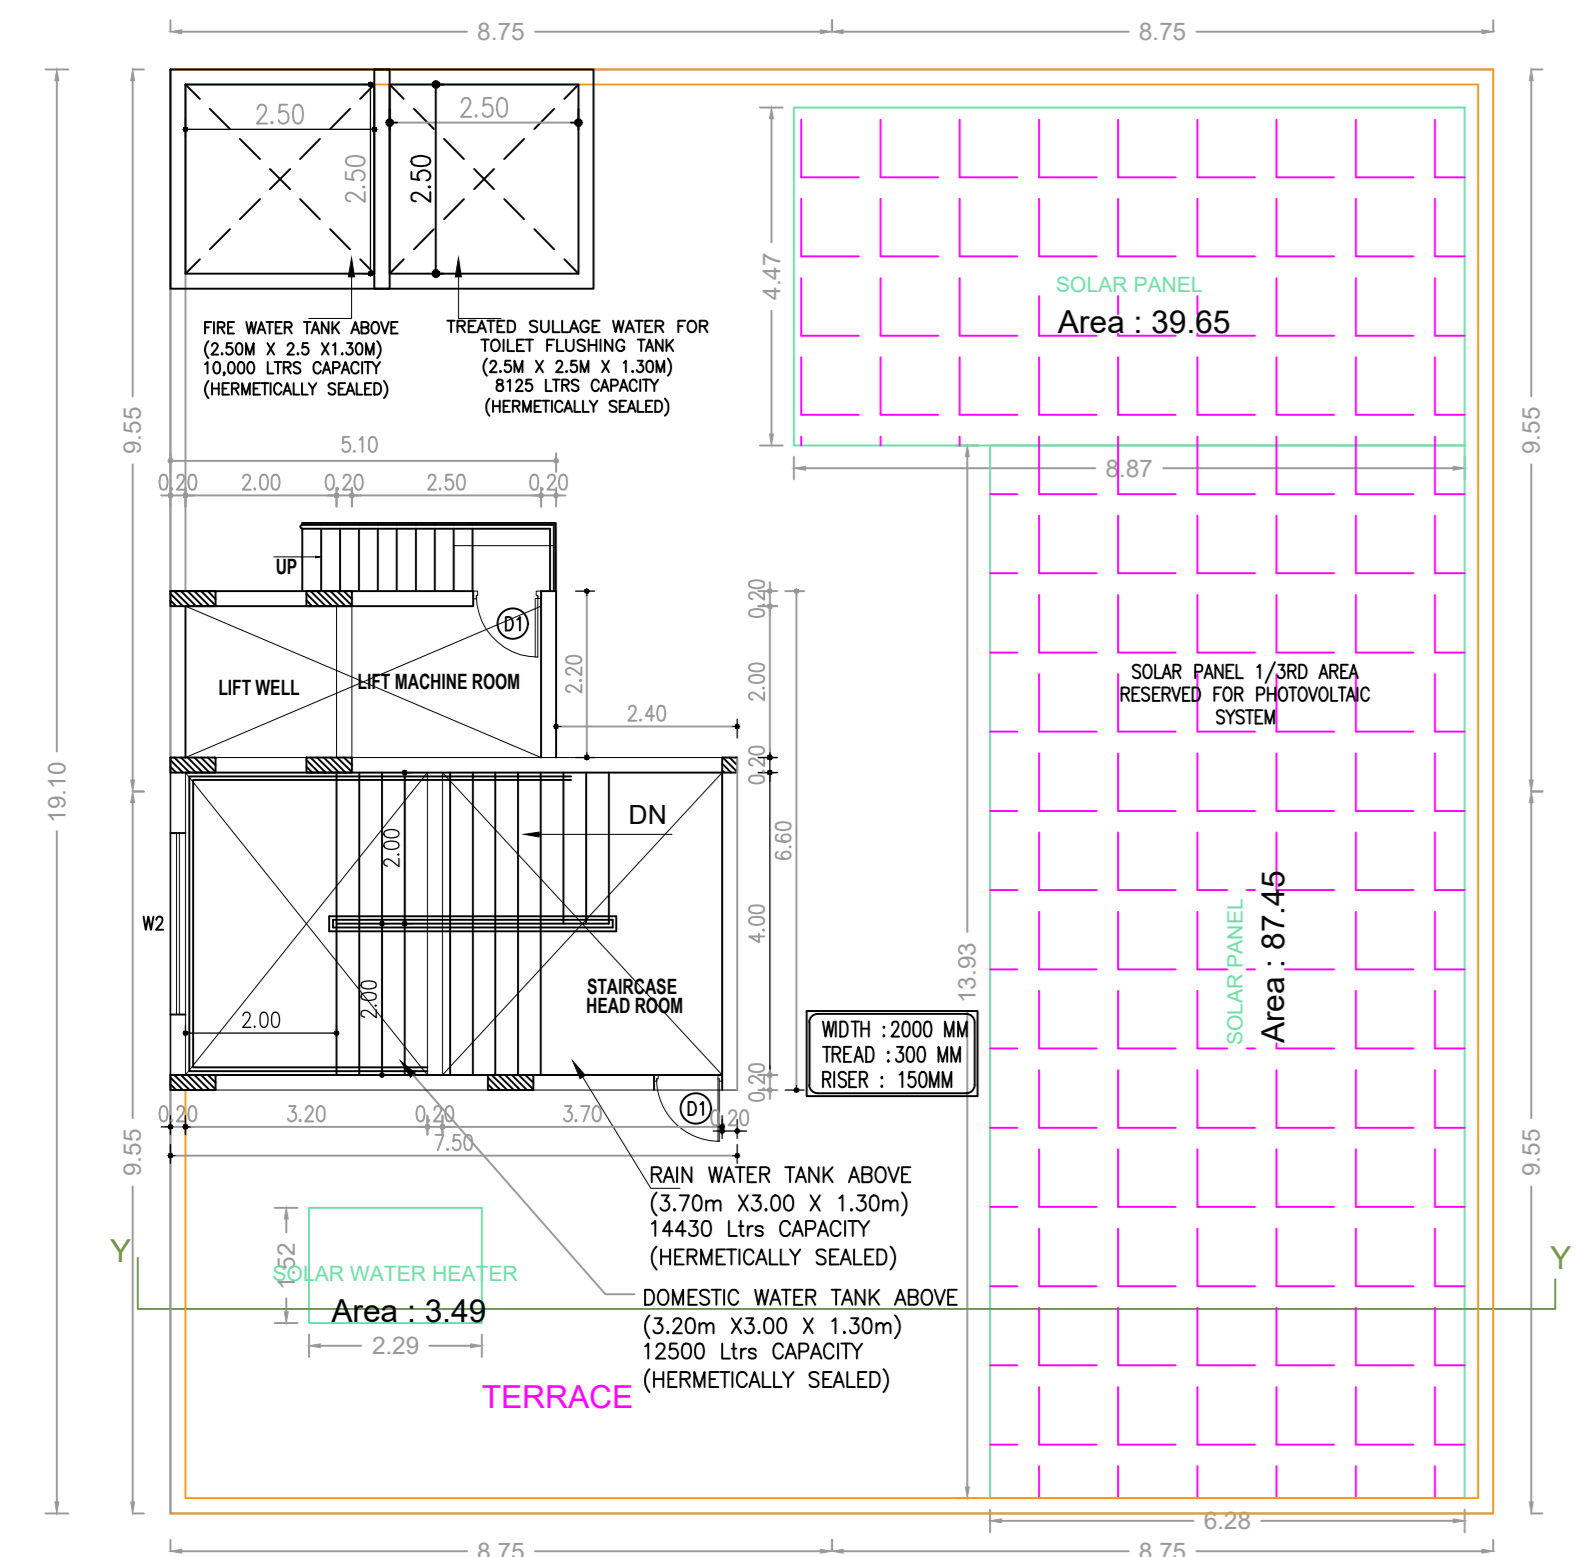 8.75
8.75
2.50
2.50
2.50
2.50
FIRE WATER TANK ABOVE
(2.50M X 2.5 X1.30M)
10,000 LTRS CAPACITY
(HERMETICALLY SEALED)
TREATED SULLAGE WATER FOR
TOILET FLUSHING TANK
(2.5M X 2.5M X 1.30M)
8125 LTRS CAPACITY
(HERMETICALLY SEALED)
4.47
SOLAR PANEL
Area : 39.65
8.87
9.55
9.55
19.10
5.10
0.20
2.00
0.20
2.50
0.20
UP
D1
LIFT WELL
LIFT MACHINE ROOM
2.20
2.40
0.20
2.00
0.20
6.60
4.00
0.20
SOLAR PANEL 1/3RD AREA
RESERVED FOR PHOTOVOLTAIC
SYSTEM
DN
2.00
2.00
2.00
W2
STAIRCASE
HEAD ROOM
13.93
SOLAR PANEL
Area : 87.45
WIDTH :2000 MM
TREAD :300 MM
RISER : 150MM
D1
0.20
3.20
0.20
3.70
0.20
7.50
9.55
9.55
RAIN WATER TANK ABOVE
(3.70m X3.00 X 1.30m)
14430 Ltrs CAPACITY
(HERMETICALLY SEALED)
Y
Y
1.52
SOLAR WATER HEATER
Area : 3.49
2.29
DOMESTIC WATER TANK ABOVE
(3.20m X3.00 X 1.30m)
12500 Ltrs CAPACITY
(HERMETICALLY SEALED)
TERRACE
6.28
8.75
8.75